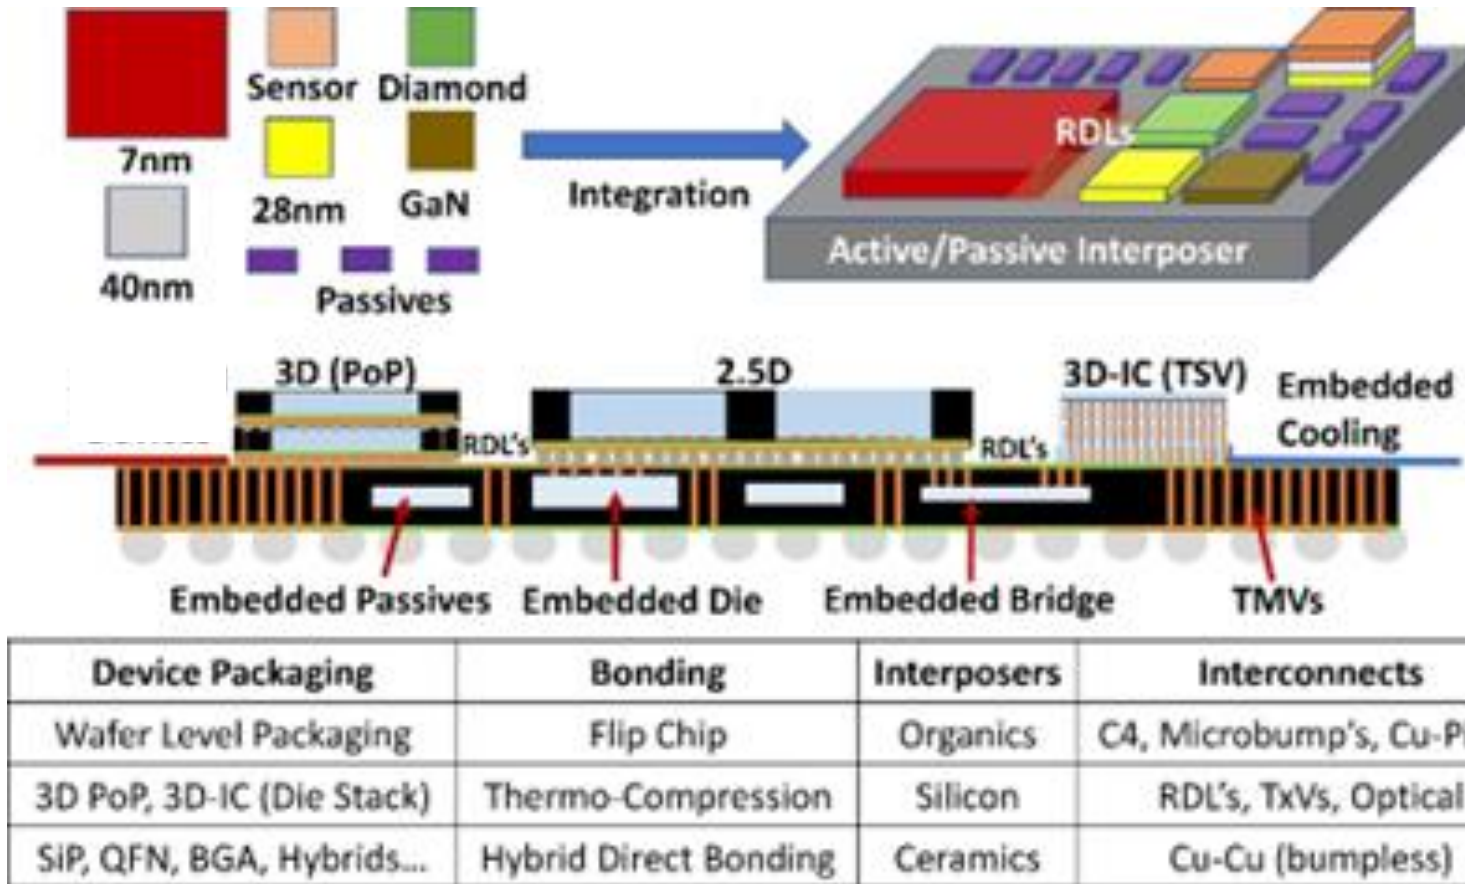 Sensor Diamond
7nm
28nm GaN
40nm
Passives
Integration
RDLs
Active/Passive Interposer
3D (PoP)
2.5D
3D-IC (TSV)
Embedded
Cooling
RDL's
RDL's
Embedded Passives
Embedded Die
Embedded Bridge
TMVs
Device Packaging Bonding Interposers Interconnects
Wafer Level Packaging Flip Chip Organics C4, Microbump's,
3D PoP, 3D-IC (Die Stack) Thermo-Compression Silicon RDL's, TxVs, Optical
SiP, QFN, BGA, Hybrids... Hybrid Direct Bonding Ceramics Cu-Cu (bumpless)